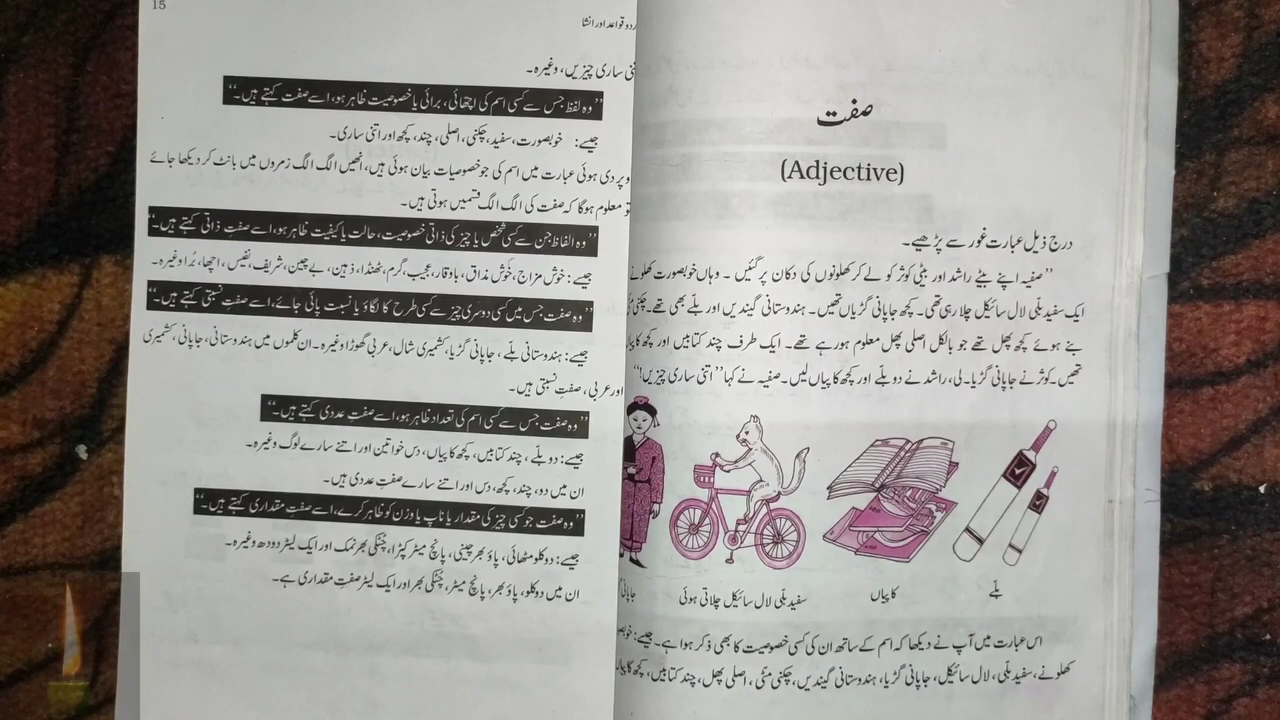 صفت
(Adjective)
درج ذیل عبارت غور سے پڑھیے۔
’’صفیہ اپنے بیٹے راشد اور بیٹی کوثر کو لے کر کھلونوں کی دکان پر گئیں ۔ وہاں خوبصورت کھلونے
ایک سفید بلّی لال سائیکل چلا رہی تھی۔ کچھ جاپانی گڑیاں تھیں۔ ہندوستانی گیندیں اور بلّے بھی تھے۔ چکنی
بنے ہوئے کچھ پھل تھے جو بالکل اصلی پھل معلوم ہورہے تھے۔ ایک طرف چند کتابیں اور کچھ
تھیں۔ کوثر نے جاپانی گڑیا۔ لی، راشد نے دو بلّے اور کچھ کاپیاں لیں۔ صفیہ نے کہا ’’اتنی ساری چیزیں!‘‘
بلّے
کاپیاں
سفید بلّی لال سائیکل چلاتی ہوئی
جاپانی
اس عبارت میں آپ نے دیکھا کہ اسم کے ساتھ ان کی کسی خصوصیت کا بھی ذکر ہوا ہے۔ جیسے:
کھلونے، سفید بلّی، لال سائیکل، جاپانی گڑیا، ہندوستانی گیندیں، چکنی مٹّی، اصلی پھل، چند کتابیں، کچھ
15
اردو قواعد اور انشا
ساری چیزیں، وغیرہ۔
’’وہ لفظ جس سے کسی اسم کی اچھائی، برائی یا خصوصیت ظاہر ہو، اسے صفت کہتے ہیں۔‘‘
جیسے: خوبصورت، سفید، چکنی، اصلی، چند، کچھ اور اتنی ساری۔
دی ہوئی عبارت میں اسم کی جو خصوصیات بیان ہوئی ہیں، انھیں الگ الگ زمروں میں بانٹ کر دیکھا جائے
تو معلوم ہوگا کہ صفت کی الگ الگ قسمیں ہوتی ہیں۔
’’وہ الفاظ جن سے کسی شخص یا چیز کی ذاتی خصوصیت، حالت یا کیفیت ظاہر ہو، اسے صفتِ ذاتی کہتے ہیں۔‘‘
جیسے: خوش مزاج، خوش مذاق، باوقار، عجیب، گرم، ٹھنڈا، ذہین، بے چین، شریف، نفیس، اچھا، بُرا وغیرہ۔
’’وہ صفت جس میں کسی دوسری چیز سے کسی طرح کا لگاؤ یا نسبت پائی جائے، اسے صفتِ نسبتی کہتے ہیں۔‘‘
جیسے: ہندوستانی بلّے ، جاپانی گڑیا، کشمیری شال، عربی گھوڑا وغیرہ۔ ان کلموں میں ہندوستانی، جاپانی، کشمیری
اور عربی ، صفتِ نسبتی ہیں۔
’’وہ صفت جس سے کسی اسم کی تعداد ظاہر ہو، اسے صفتِ عددی کہتے ہیں۔‘‘
جیسے: دو بلّے ، چند کتابیں، کچھ کاپیاں، دس خواتین اور اتنے سارے لوگ وغیرہ۔
ان میں دو، چند، کچھ، دس اور اتنے سارے صفتِ عددی ہیں۔
’’وہ صفت جو کسی چیز کی مقدار یا ناپ یا وزن کو ظاہر کرے، اسے صفتِ مقداری کہتے ہیں۔‘‘
جیسے: دو کلو مٹھائی، پاؤ بھر چینی، پانچ میٹر کپڑا، چٹکی بھر نمک اور ایک لیٹر دودھ وغیرہ۔
ان میں دو کلو، پاؤ بھر، پانچ میٹر، چٹکی بھر اور ایک لیٹر صفتِ مقداری ہے۔